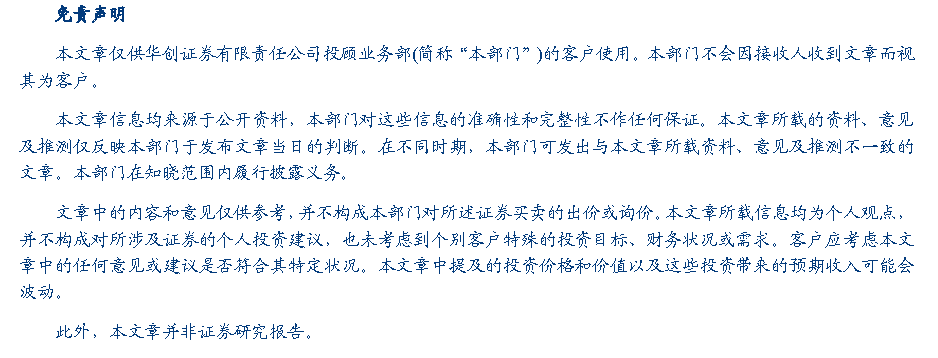 免责声明
本文章仅供华创证券有限责任公司投顾业务部(简称“本部门”)的客户使用。本部门不会因接收人收到文章而视
其为客户。
本文章信息均来源于公开资料，本部门对这些信息的准确性和完整性不作任何保证。本文章所载的资料、意见
及推测仅反映本部门于发布文章当日的判断。在不同时期，本部门可发出与本文章所载资料、意见及推测不一致的
文章。本部门在知晓范围内履行披露义务。
文章中的内容和意见仅供参考，并不构成本部门对所述证券买卖的出价或询价。本文章所载信息均为个人观点，
并不构成对所涉及证券的个人投资建议，也未考虑到个别客户特殊的投资目标、财务状况或需求。客户应考虑本文
章中的任何意见或建议是否符合其特定状况。本文章中提及的投资价格和价值以及这些投资带来的预期收入可能会
波动。
此外，本文章并非证券研究报告。